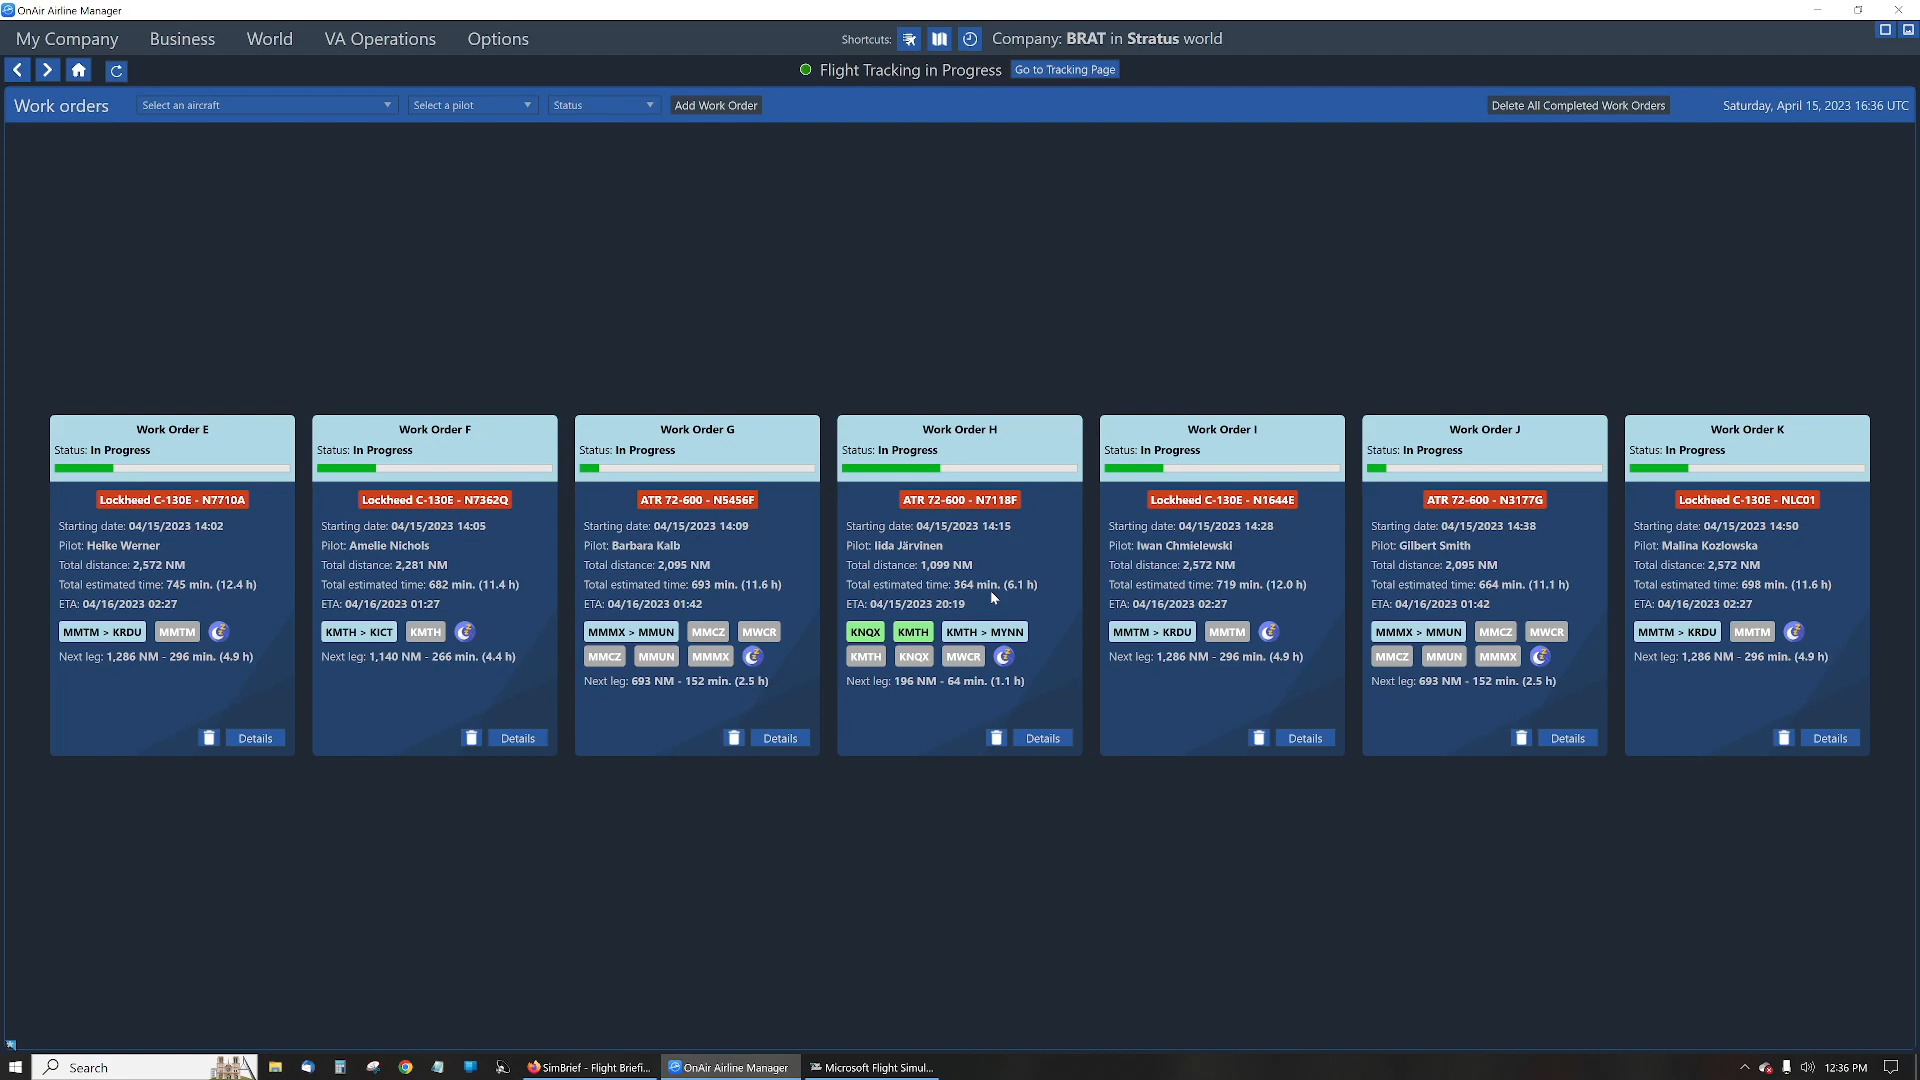 OnAir Airline Manager
My Company Business World VA Operations Options Shortcuts: Company: BRAT in Stratus world
Flight Tracking in Progress Go to Tracking Page
Work orders Select an aircraft Select a pilot Status Add Work Order Delete All Completed Work Orders Saturday, April 15, 2023 16:36 UTC
Work Order E
Status: In Progress
Lockheed C-130E - N7710A
Starting date: 04/15/2023 14:02
Pilot: Heike Werner
Total distance: 2,572 NM
Total estimated time: 745 min. (12.4 h)
ETA: 04/16/2023 02:27
MMTM > KRDU MMTM
Next leg: 1,286 NM - 296 min. (4.9 h)
Details
Work Order F
Status: In Progress
Lockheed C-130E - N7362Q
Starting date: 04/15/2023 14:05
Pilot: Amelie Nichols
Total distance: 2,281 NM
Total estimated time: 682 min. (11.4 h)
ETA: 04/16/2023 01:27
KMTH > KICT KMTH
Next leg: 1,140 NM - 266 min. (4.4 h)
Details
Work Order G
Status: In Progress
ATR 72-600 - N5456F
Starting date: 04/15/2023 14:09
Pilot: Barbara Kalb
Total distance: 2,095 NM
Total estimated time: 693 min. (11.6 h)
ETA: 04/16/2023 01:42
MMMX > MMUN MMCZ MWCR
MMCZ MMUN MMMX
Next leg: 693 NM - 152 min. (2.5 h)
Details
Work Order H
Status: In Progress
ATR 72-600 - N7118F
Starting date: 04/15/2023 14:15
Pilot: Iida Järvinen
Total distance: 1,099 NM
Total estimated time: 364 min. (6.1 h)
ETA: 04/15/2023 20:19
KNQX KMTH KMTH > MYNN
KMTH KNQX MWCR
Next leg: 196 NM - 64 min. (1.1 h)
Details
Work Order I
Status: In Progress
Lockheed C-130E - N1644E
Starting date: 04/15/2023 14:28
Pilot: Iwan Chmielewski
Total distance: 2,572 NM
Total estimated time: 719 min. (12.0 h)
ETA: 04/16/2023 02:27
MMTM > KRDU MMTM
Next leg: 1,286 NM - 296 min. (4.9 h)
Details
Work Order J
Status: In Progress
ATR 72-600 - N3177G
Starting date: 04/15/2023 14:38
Pilot: Gilbert Smith
Total distance: 2,095 NM
Total estimated time: 664 min. (11.1 h)
ETA: 04/16/2023 01:42
MMMX > MMUN MMCZ MWCR
MMCZ MMUN MMMX
Next leg: 693 NM - 152 min. (2.5 h)
Details
Work Order K
Status: In Progress
Lockheed C-130E - NLC01
Starting date: 04/15/2023 14:50
Pilot: Malina Kozlowska
Total distance: 2,572 NM
Total estimated time: 698 min. (11.6 h)
ETA: 04/16/2023 02:27
MMTM > KRDU MMTM
Next leg: 1,286 NM - 296 min. (4.9 h)
Details
Search SimBrief - Flight Briefi... OnAir Airline Manager Microsoft Flight Simul... 12:36 PM